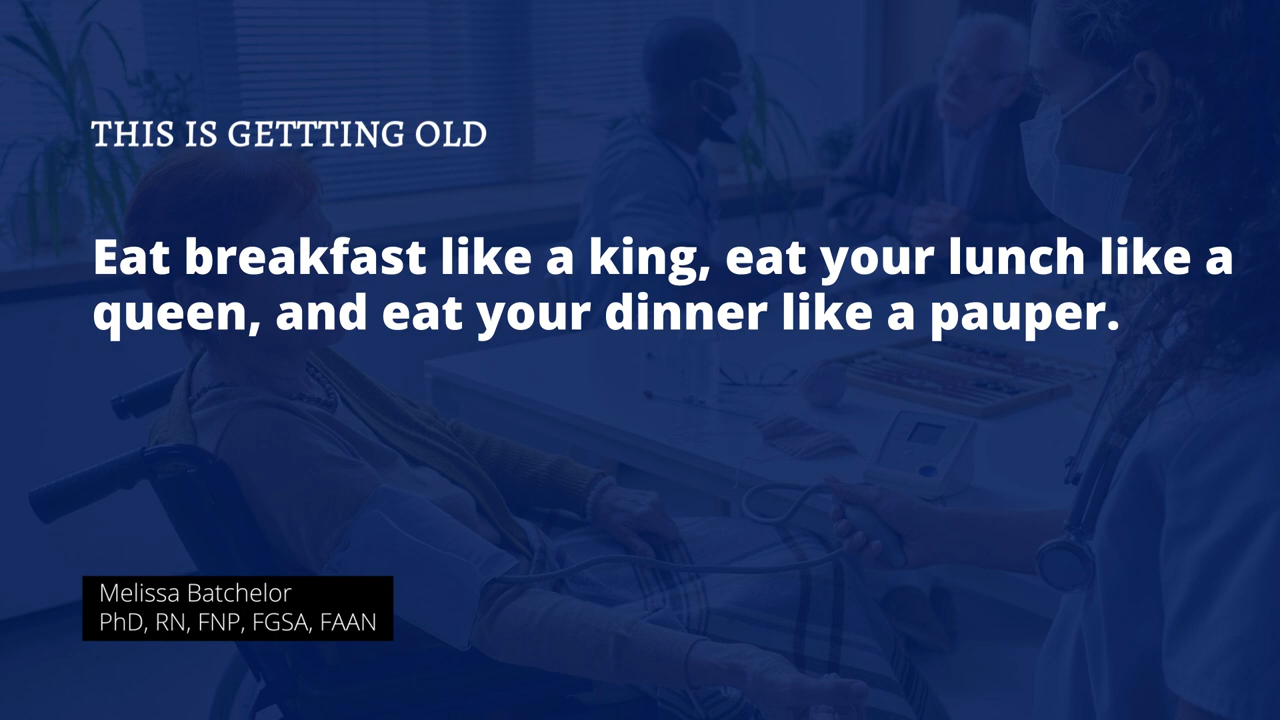 THIS IS GETTTING OLD
Eat breakfast like a king, eat your lunch like a
queen, and eat your dinner like a pauper.
Melissa Batchelor
PhD, RN, FNP, FGSA, FAAN